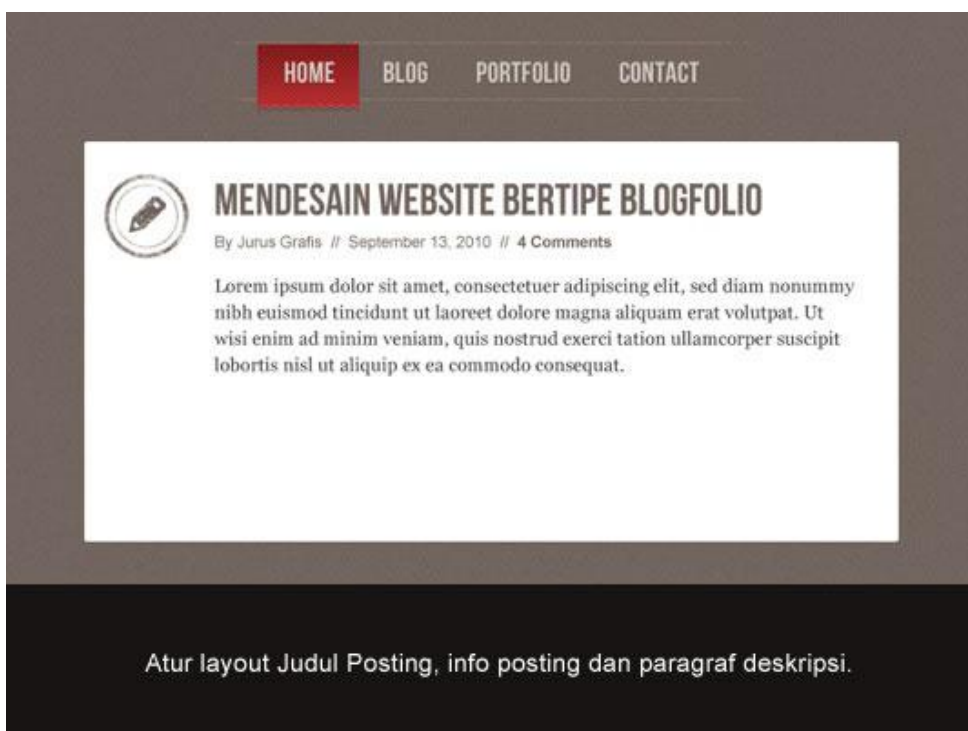 HOME BLOG PORTFOLIO CONTACT
MENDESAIN WEBSITE BERTIPE BLOGFOLIO
By Jurus Grafis // September 13, 2010 // 4 Comments
Lorem ipsum dolor sit amet, consectetuer adipiscing elit, sed diam nonummy
nibh euismod tincidunt ut laoreet dolore magna aliquam erat volutpat. Ut
wisi enim ad minim veniam, quis nostrud exerci tation ullamcorper suscipit
lobortis nisl ut aliquip ex ea commodo consequat.
Atur layout Judul Posting, info posting dan paragraf deskripsi.